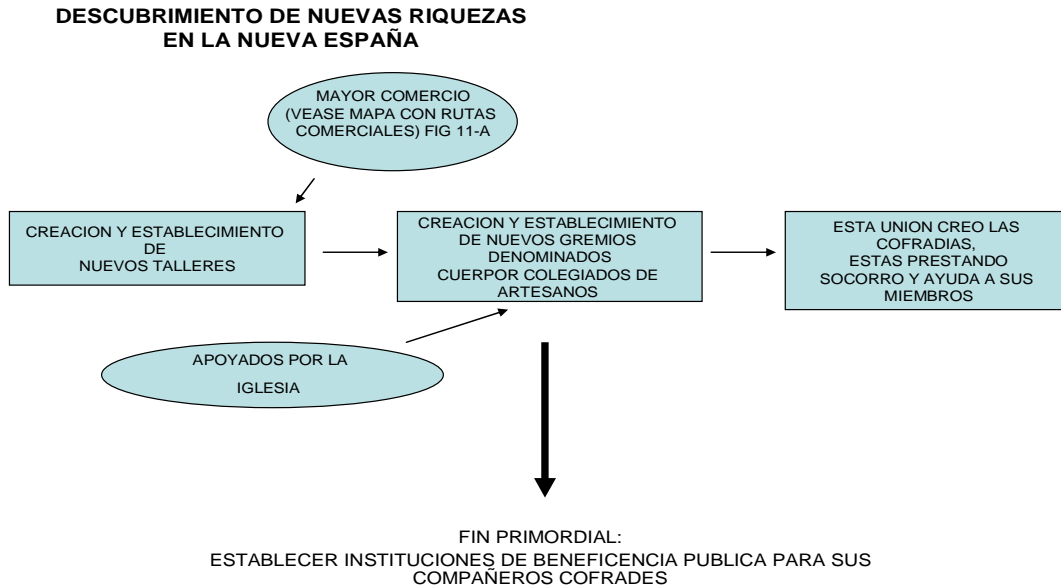 DESCUBRIMIENTO DE NUEVAS RIQUEZAS
EN LA NUEVA ESPAÑA
MAYOR COMERCIO
(VEASE MAPA CON RUTAS
COMERCIALES) FIG 11-A
CREACION Y ESTABLECIMIENTO
DE
NUEVOS TALLERES
CREACION Y ESTABLECIMIENTO
DE NUEVOS GREMIOS
DENOMINADOS
CUERPOR COLEGIADOS DE
ARTESANOS
ESTA UNION CREO LAS
COFRADIAS,
ESTAS PRESTANDO
SOCORRO Y AYUDA A SUS
MIEMBROS
APOYADOS POR LA
IGLESIA
FIN PRIMORDIAL:
ESTABLECER INSTITUCIONES DE BENEFICENCIA PUBLICA PARA SUS
COMPAÑEROS COFRADES